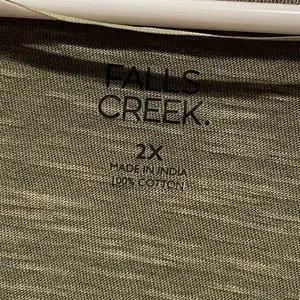 FALLS
CREEK.
2X
MADE IN INDIA
100% COTTON